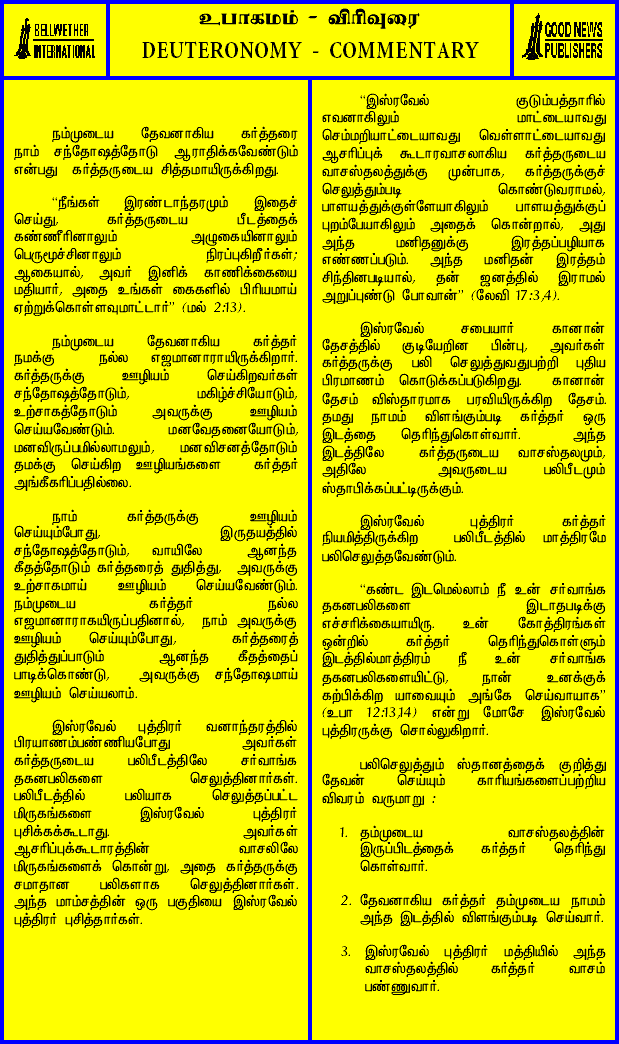 BELLWETHER
INTERNATIONAL
உபாகமம் - விரிவுரை
DEUTERONOMY - COMMENTARY
GOOD NEWS
PUBLISHERS
நம்முடைய தேவனாகிய கர்த்தரை
நாம் சந்தோஷத்தோடு ஆராதிக்கவேண்டும்
என்பது கர்த்தருடைய சித்தமாயிருக்கிறது.
“நீங்கள் இரண்டாந்தரமும் இதைச்
செய்து, கர்த்தருடைய பீடத்தைக்
கண்ணீரினாலும் அழுகையினாலும்
பெருமூச்சினாலும் நிரப்புகிறீர்கள்;
ஆகையால், அவர் இனிக் காணிக்கையை
மதியார், அதை உங்கள் கைகளில் பிரியமாய்
ஏற்றுக்கொள்ளவுமாட்டார்” (மல் 2:13).
நம்முடைய தேவனாகிய கர்த்தர்
நமக்கு நல்ல எஜமானாராயிருக்கிறார்.
கர்த்தருக்கு ஊழியம் செய்கிறவர்கள்
சந்தோஷத்தோடும், மகிழ்ச்சியோடும்,
உற்சாகத்தோடும் அவருக்கு ஊழியம்
செய்யவேண்டும். மனவேதனையோடும்,
மனவிருப்பமில்லாமலும், மனவிசனத்தோடும்
தமக்கு செய்கிற ஊழியங்களை கர்த்தர்
அங்கீகரிப்பதில்லை.
நாம் கர்த்தருக்கு ஊழியம்
செய்யும்போது, இருதயத்தில்
சந்தோஷத்தோடும், வாயிலே ஆனந்த
கீதத்தோடும் கர்த்தரைத் துதித்து, அவருக்கு
உற்சாகமாய் ஊழியம் செய்யவேண்டும்.
நம்முடைய கர்த்தர் நல்ல
எஜமானாராகயிருப்பதினால், நாம் அவருக்கு
ஊழியம் செய்யும்போது, கர்த்தரைத்
துதித்துப்பாடும் ஆனந்த கீதத்தைப்
பாடிக்கொண்டு, அவருக்கு சந்தோஷமாய்
ஊழியம் செய்யலாம்.
இஸ்ரவேல் புத்திரர் வனாந்தரத்தில்
பிரயாணம்பண்ணியபோது அவர்கள்
கர்த்தருடைய பலிபீடத்திலே சர்வாங்க
தகனபலிகளை செலுத்தினார்கள்.
பலிபீடத்தில் பலியாக செலுத்தப்பட்ட
மிருகங்களை இஸ்ரவேல் புத்திரர்
புசிக்கக்கூடாது. அவர்கள்
ஆசரிப்புக்கூடாரத்தின் வாசலிலே
மிருகங்களைக் கொன்று, அதை கர்த்தருக்கு
சமாதான பலிகளாக செலுத்தினார்கள்.
அந்த மாம்சத்தின் ஒரு பகுதியை இஸ்ரவேல்
புத்திரர் புசித்தார்கள்.
“இஸ்ரவேல் குடும்பத்தாரில்
எவனாகிலும் மாட்டையாவது
செம்மறியாட்டையாவது வெள்ளாட்டையாவது
ஆசரிப்புக் கூடாரவாசலாகிய கர்த்தருடைய
வாசஸ்தலத்துக்கு முன்பாக, கர்த்தருக்குச்
செலுத்தும்படி கொண்டுவராமல்,
பாளயத்துக்குள்ளேயாகிலும் பாளயத்துக்குப்
புறம்பேயாகிலும் அதைக் கொன்றால், அது
அந்த மனிதனுக்கு இரத்தப்பழியாக
எண்ணப்படும். அந்த மனிதன் இரத்தம்
சிந்தினபடியால், தன் ஜனத்தில் இராமல்
அறுப்புண்டு போவான்” (லேவி 17:3,4).
இஸ்ரவேல் சபையார் கானான்
தேசத்தில் குடியேறின பின்பு, அவர்கள்
கர்த்தருக்கு பலி செலுத்துவதுபற்றி புதிய
பிரமாணம் கொடுக்கப்படுகிறது. கானான்
தேசம் விஸ்தாரமாக பரவியிருக்கிற தேசம்.
தமது நாமம் விளங்கும்படி கர்த்தர் ஒரு
இடத்தை தெரிந்துகொள்வார். அந்த
இடத்திலே கர்த்தருடைய வாசஸ்தலமும்,
அதிலே அவருடைய பலிபீடமும்
ஸ்தாபிக்கப்பட்டிருக்கும்.
இஸ்ரவேல் புத்திரர் கர்த்தர்
நியமித்திருக்கிற பலிபீடத்தில் மாத்திரமே
பலிசெலுத்தவேண்டும்.
“கண்ட இடமெல்லாம் நீ உன் சர்வாங்க
தகனபலிகளை இடாதபடிக்கு
எச்சரிக்கையாயிரு. உன் கோத்திரங்கள்
ஒன்றில் கர்த்தர் தெரிந்துகொள்ளும்
இடத்தில்மாத்திரம் நீ உன் சர்வாங்க
தகனபலிகளையிட்டு, நான் உனக்குக்
கற்பிக்கிற யாவையும் அங்கே செய்வாயாக”
(உபா 12:13,14) என்று மோசே இஸ்ரவேல்
புத்திரருக்கு சொல்லுகிறார்.
பலிசெலுத்தும் ஸ்தானத்தைக் குறித்து
தேவன் செய்யும் காரியங்களைப்பற்றிய
விவரம் வருமாறு :
1. தம்முடைய வாசஸ்தலத்தின்
இருப்பிடத்தைக் கர்த்தர் தெரிந்து
கொள்வார்.
2. தேவனாகிய கர்த்தர் தம்முடைய நாமம்
அந்த இடத்தில் விளங்கும்படி செய்வார்.
3. இஸ்ரவேல் புத்திரர் மத்தியில் அந்த
வாசஸ்தலத்தில் கர்த்தர் வாசம்
பண்ணுவார்.